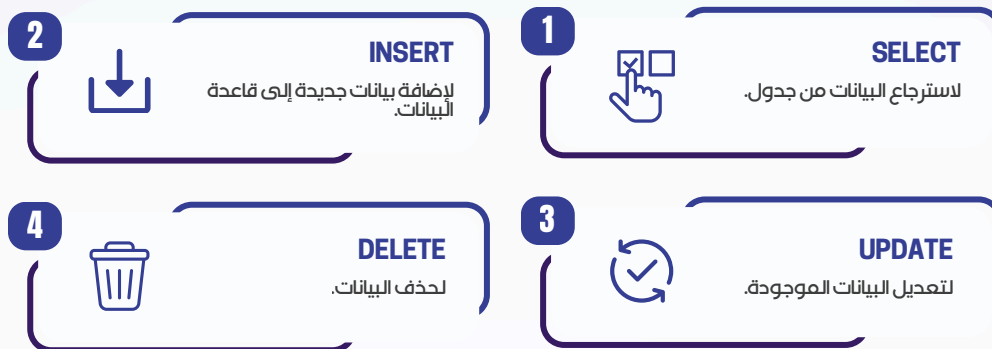 1
SELECT
لاسترجاع البيانات من جدول.
2
INSERT
لإضافة بيانات جديدة إلى قاعدة
البيانات.
3
UPDATE
لتعديل البيانات الموجودة.
4
DELETE
لحذف البيانات.